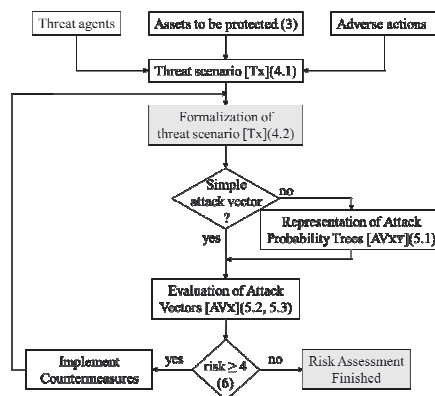 Threat agents
Assets to be protected (3)
Adverse actions
Threat scenario [Tx](4.1)
Formalization of
threat scenario [Tx](4.2)
Simple
attack vector
?
no
yes
Representation of Attack
Probability Trees [AVxY](5.1)
Evaluation of Attack
Vectors [AVx](5.2, 5.3)
Implement
Countermeasures
yes
risk ≥ 4
(6)
no
Risk Assessment
Finished